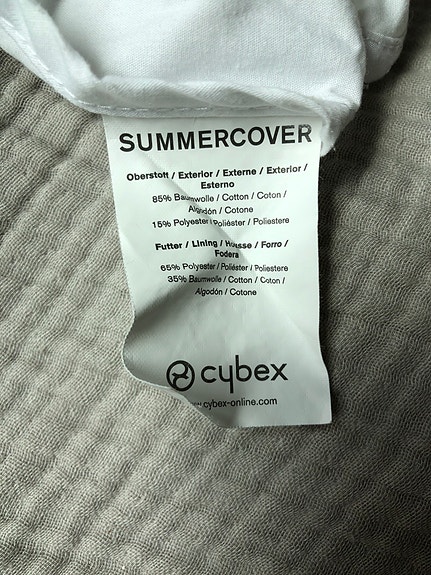 SUMMERCOVER
Oberstoff / Exterior / Externe / Exterior /
Esterno
85% Baumwolle / Cotton / Coton /
Algodón / Cotone
15% Polyester / Poliéster / Poliestere
Futter / Lining / Housse / Forro /
Fodera
65% Polyester / Poliéster / Poliestere
35% Baumwolle / Cotton / Coton /
Algodón / Cotone
cybex
www.cybex-online.com